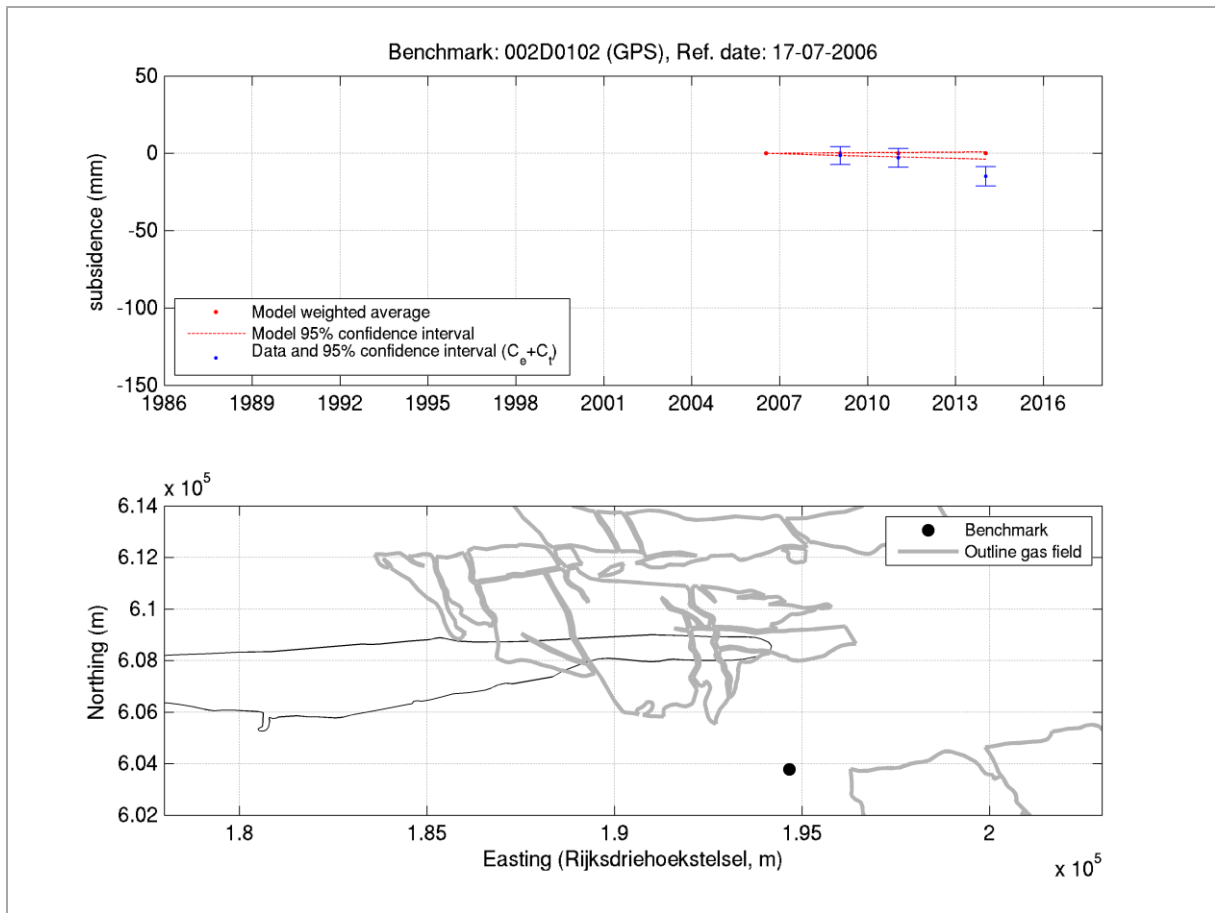 Benchmark: 002D0102 (GPS), Ref. date: 17-07-2006
50
0
-50
-100
-150
subsidence (mm)
Model weighted average
Model 95% confidence interval
Data and 95% confidence interval (C_e+C_t)
1986 1989 1992 1995 1998 2001 2004 2007 2010 2013 2016
x 10^5
6.14
6.12
6.1
6.08
6.06
6.04
6.02
Northing (m)
Benchmark
Outline gas field
1.8 1.85 1.9 1.95 2
Easting (Rijksdriehoekstelsel, m)
x 10^5